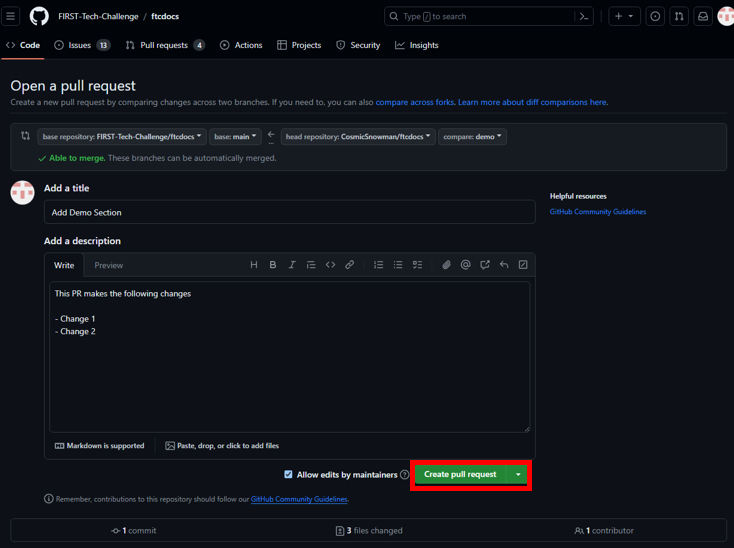 FIRST-Tech-Challenge / ftcdocs
Type / to search
Code Issues 13 Pull requests 4 Actions Projects Security Insights
Open a pull request
Create a new pull request by comparing changes across two branches. If you need to, you can also compare across forks. Learn more about diff comparisons here.
base repository: FIRST-Tech-Challenge/ftcdocs base: main head repository: CosmicSnowman/ftcdocs compare: demo
Able to merge. These branches can be automatically merged.
Add a title
Helpful resources
Add Demo Section
GitHub Community Guidelines
Add a description
Write Preview
This PR makes the following changes
- Change 1
- Change 2
Markdown is supported Paste, drop, or click to add files
Allow edits by maintainers Create pull request
Remember, contributions to this repository should follow our GitHub Community Guidelines.
1 commit 3 files changed 1 contributor